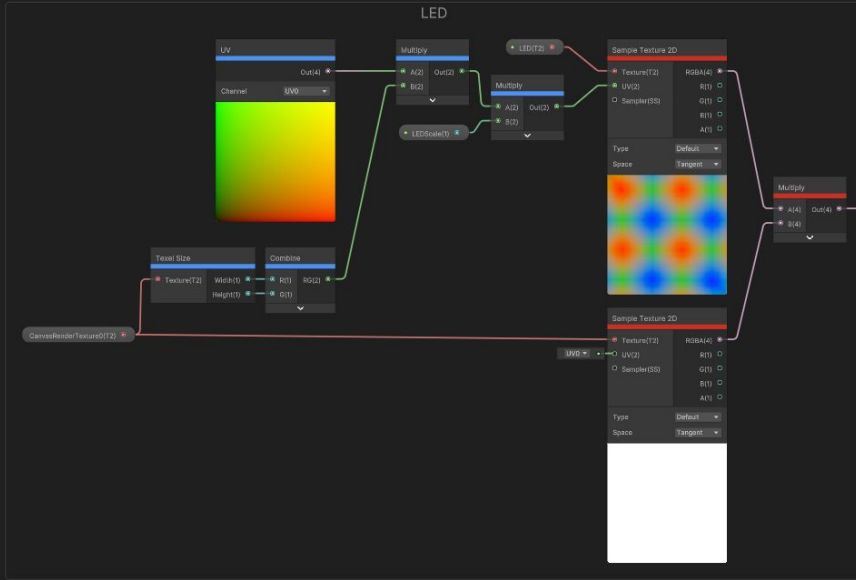 LED
UV
Out(4)
Channel
UV0
Multiply
A(2)
Out(2)
B(2)
LEDScale(1)
LED(T2)
Multiply
A(2)
Out(2)
B(2)
Sample Texture 2D
Texture(T2)
RGBA(4)
UV(2)
R(1)
Sampler(SS)
G(1)
B(1)
A(1)
Type
Default
Space
Tangent
Multiply
A(4)
Out(4)
B(4)
Texel Size
Texture(T2)
Width(1)
Height(1)
Combine
R(1)
RG(2)
G(1)
CanvasRenderTexture0(T2)
Sample Texture 2D
UV0
Texture(T2)
RGBA(4)
UV(2)
R(1)
Sampler(SS)
G(1)
B(1)
A(1)
Type
Default
Space
Tangent